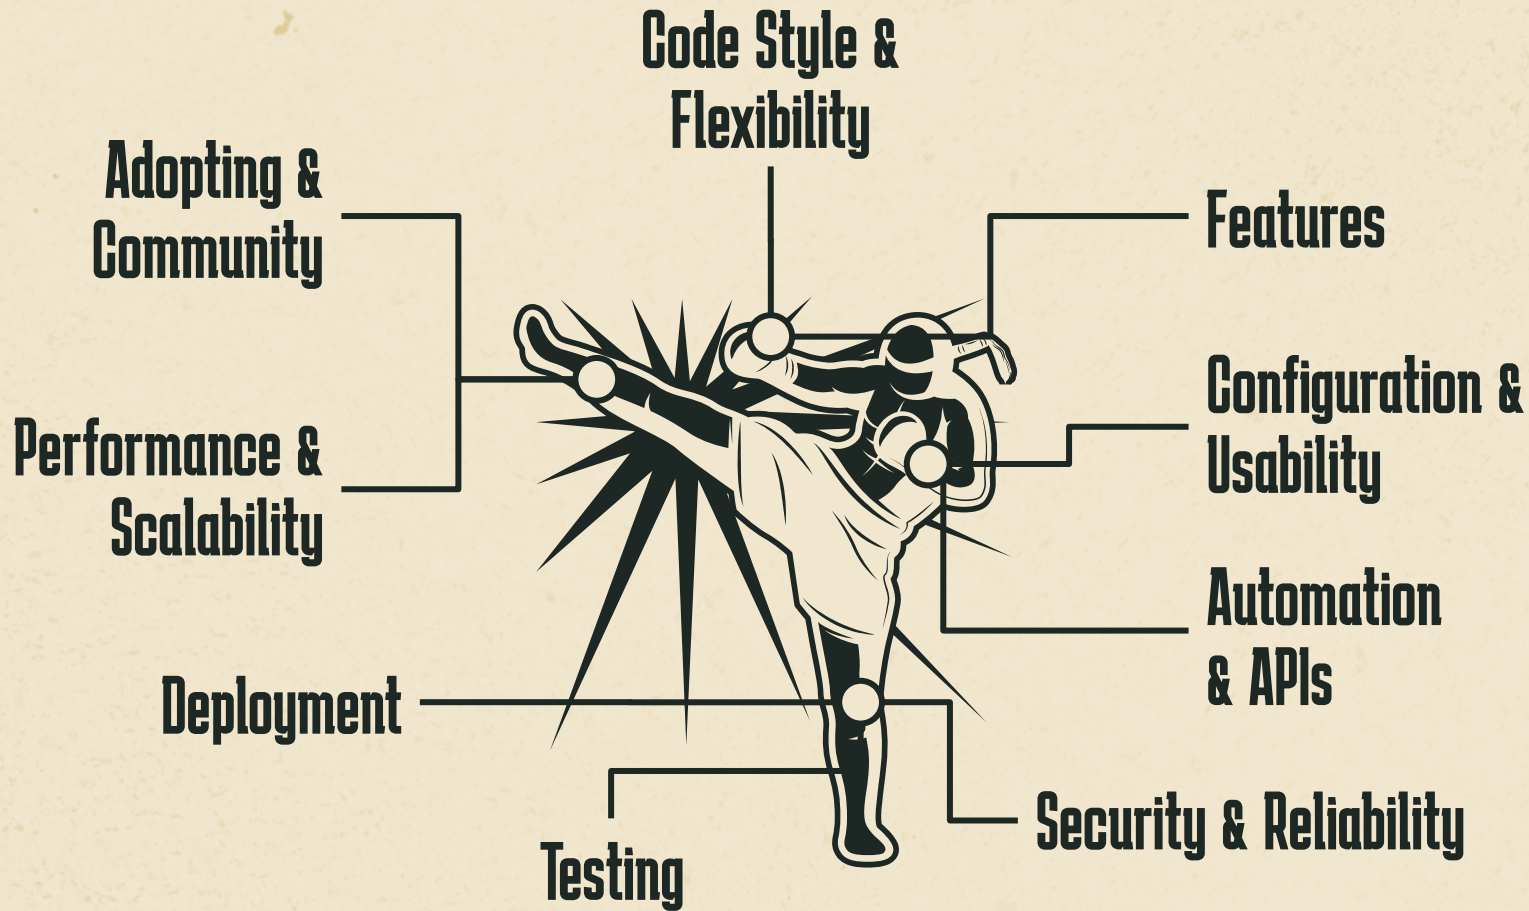 Code Style &
Flexibility
Adopting &
Community
Features
Performance &
Scalability
Configuration &
Usability
Automation
& APIs
Deployment
Security & Reliability
Testing